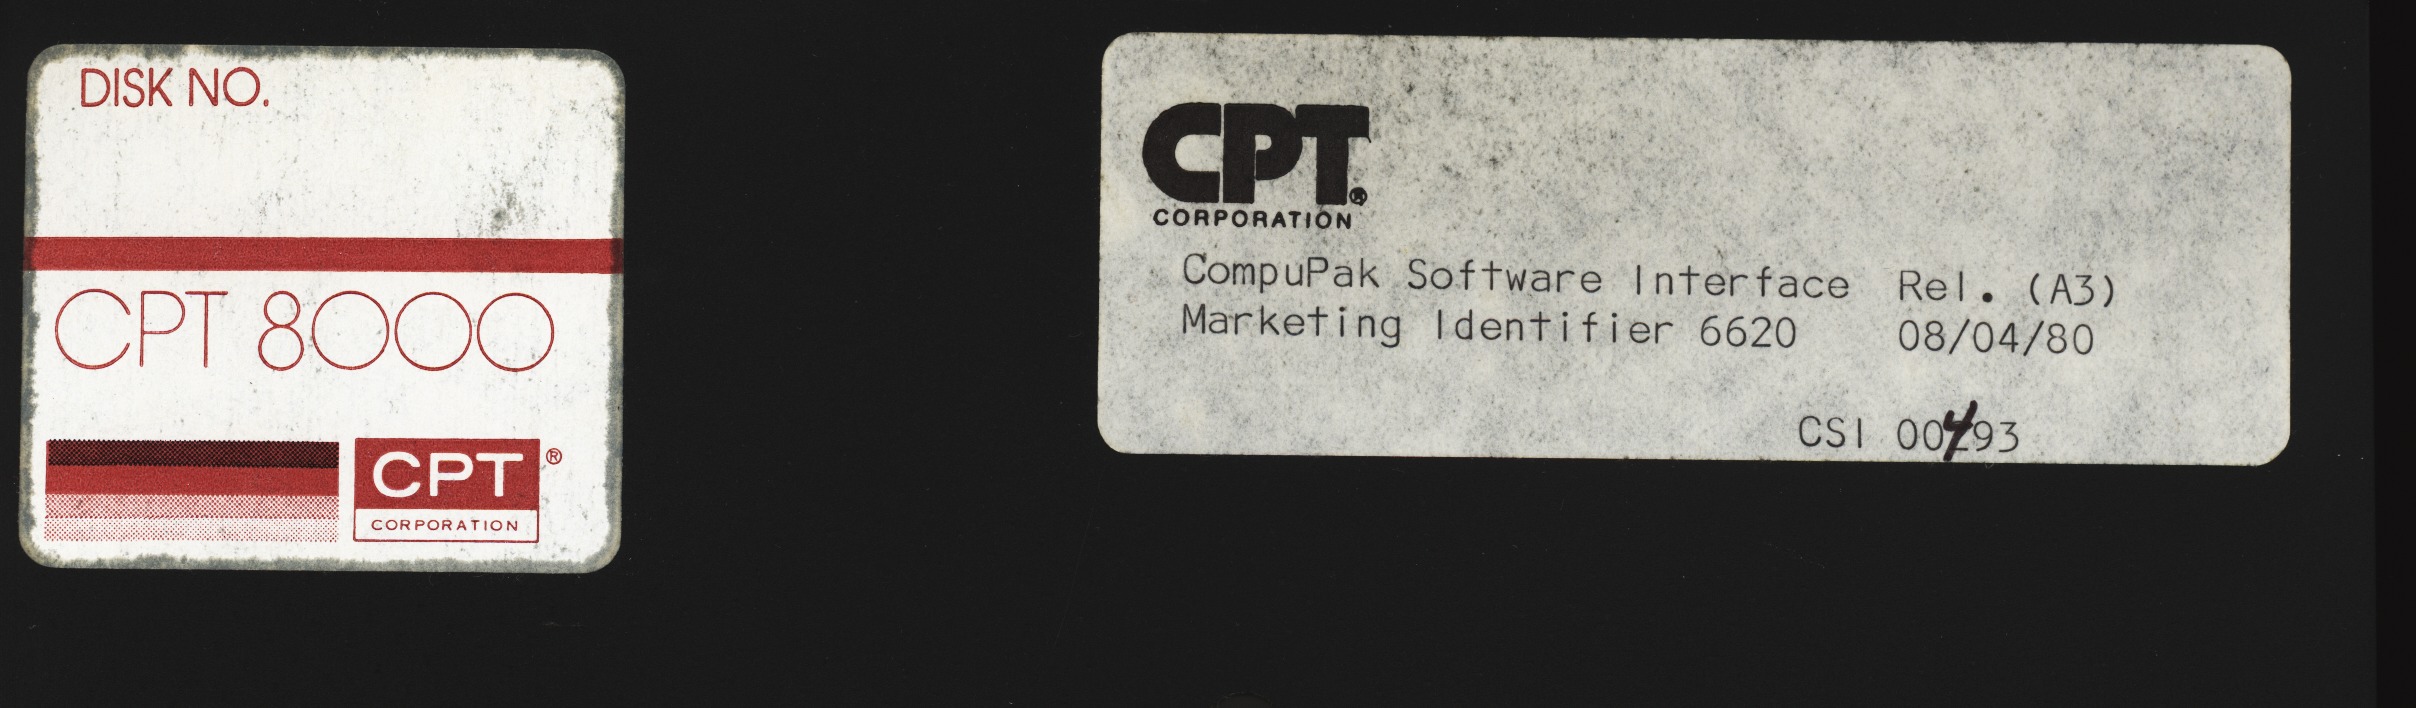 DISK NO.
CPT 8000
CPT ®
CORPORATION
CPT ®
CORPORATION
CompuPak Software Interface Rel. (A3)
Marketing Identifier 6620 08/04/80
CSI 00493